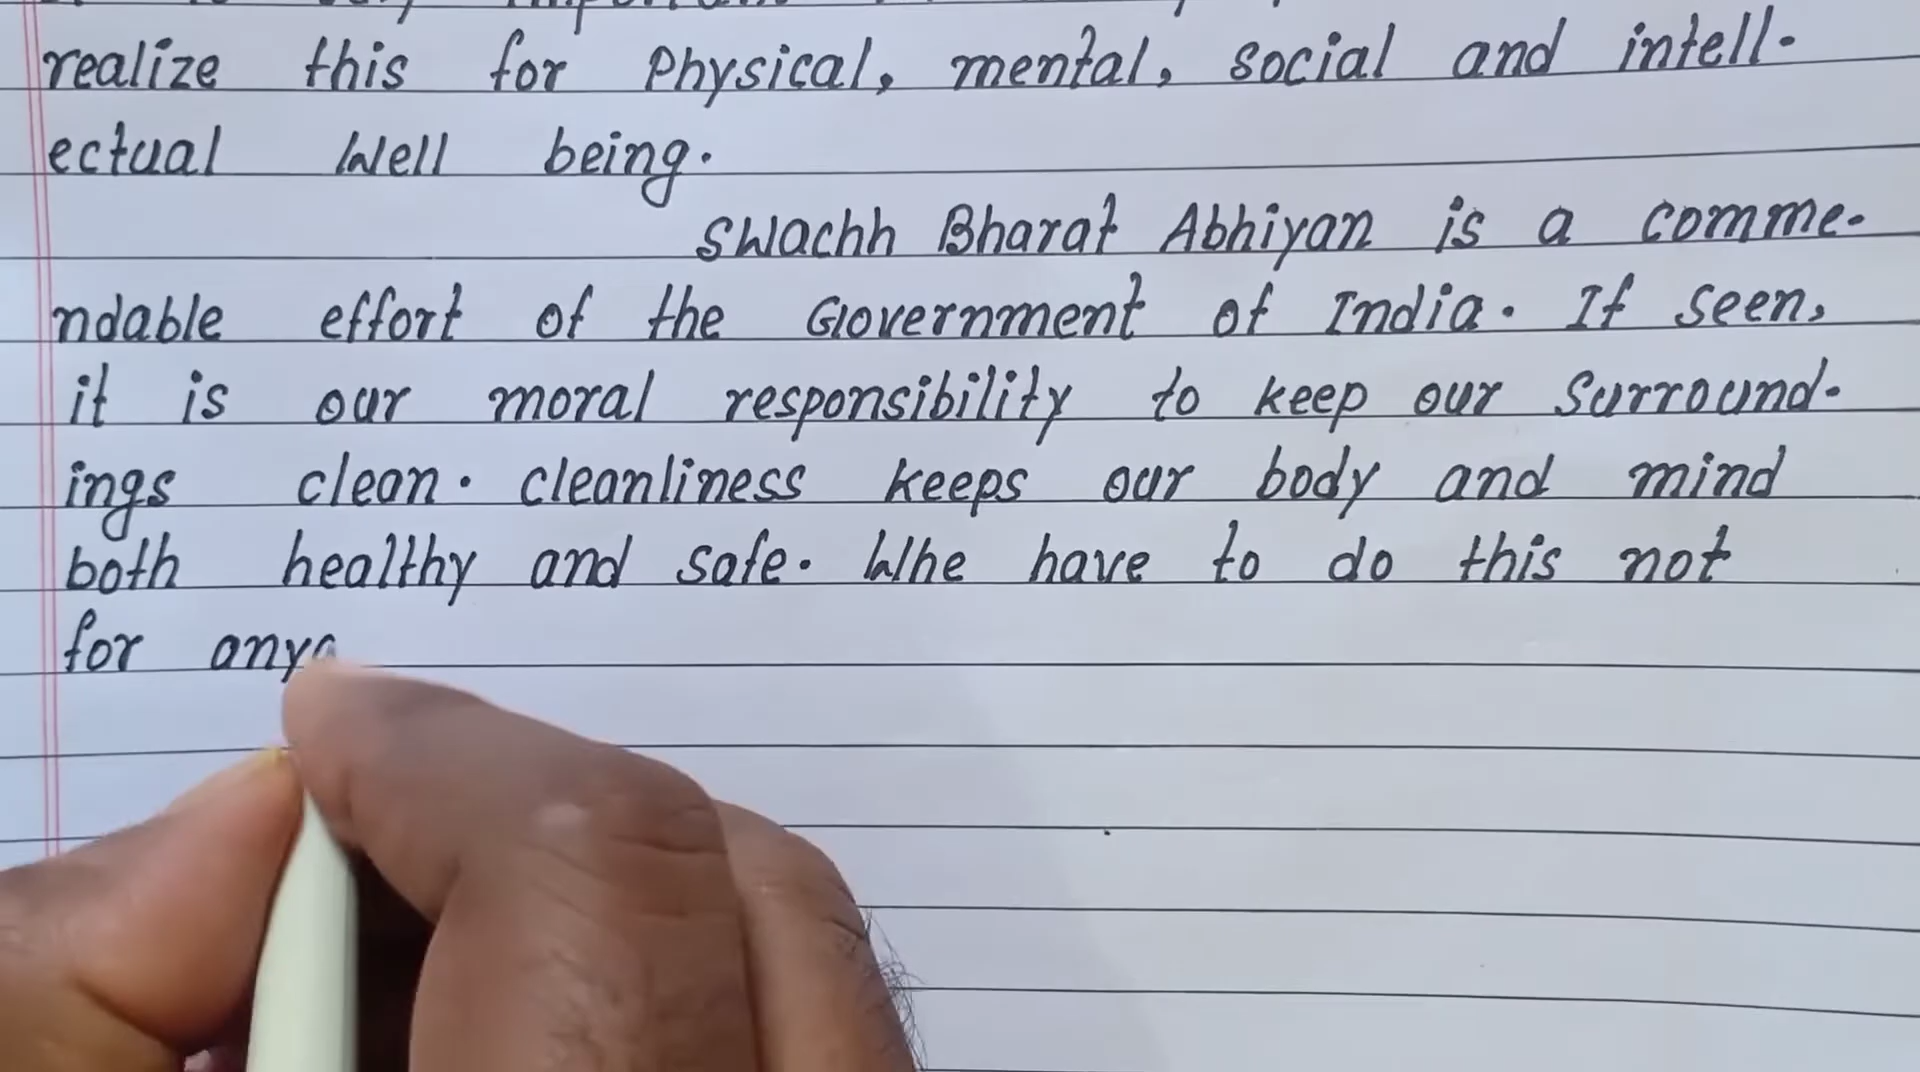 realize this for Physical, mental, social and intell-
ectual Well being.
Swachh Bharat Abhiyan is a comme-
ndable effort of the Government of India. If seen,
it is our moral responsibility to keep our Surround-
ings clean. cleanliness keeps our body and mind
both healthy and safe. Whe have to do this not
for